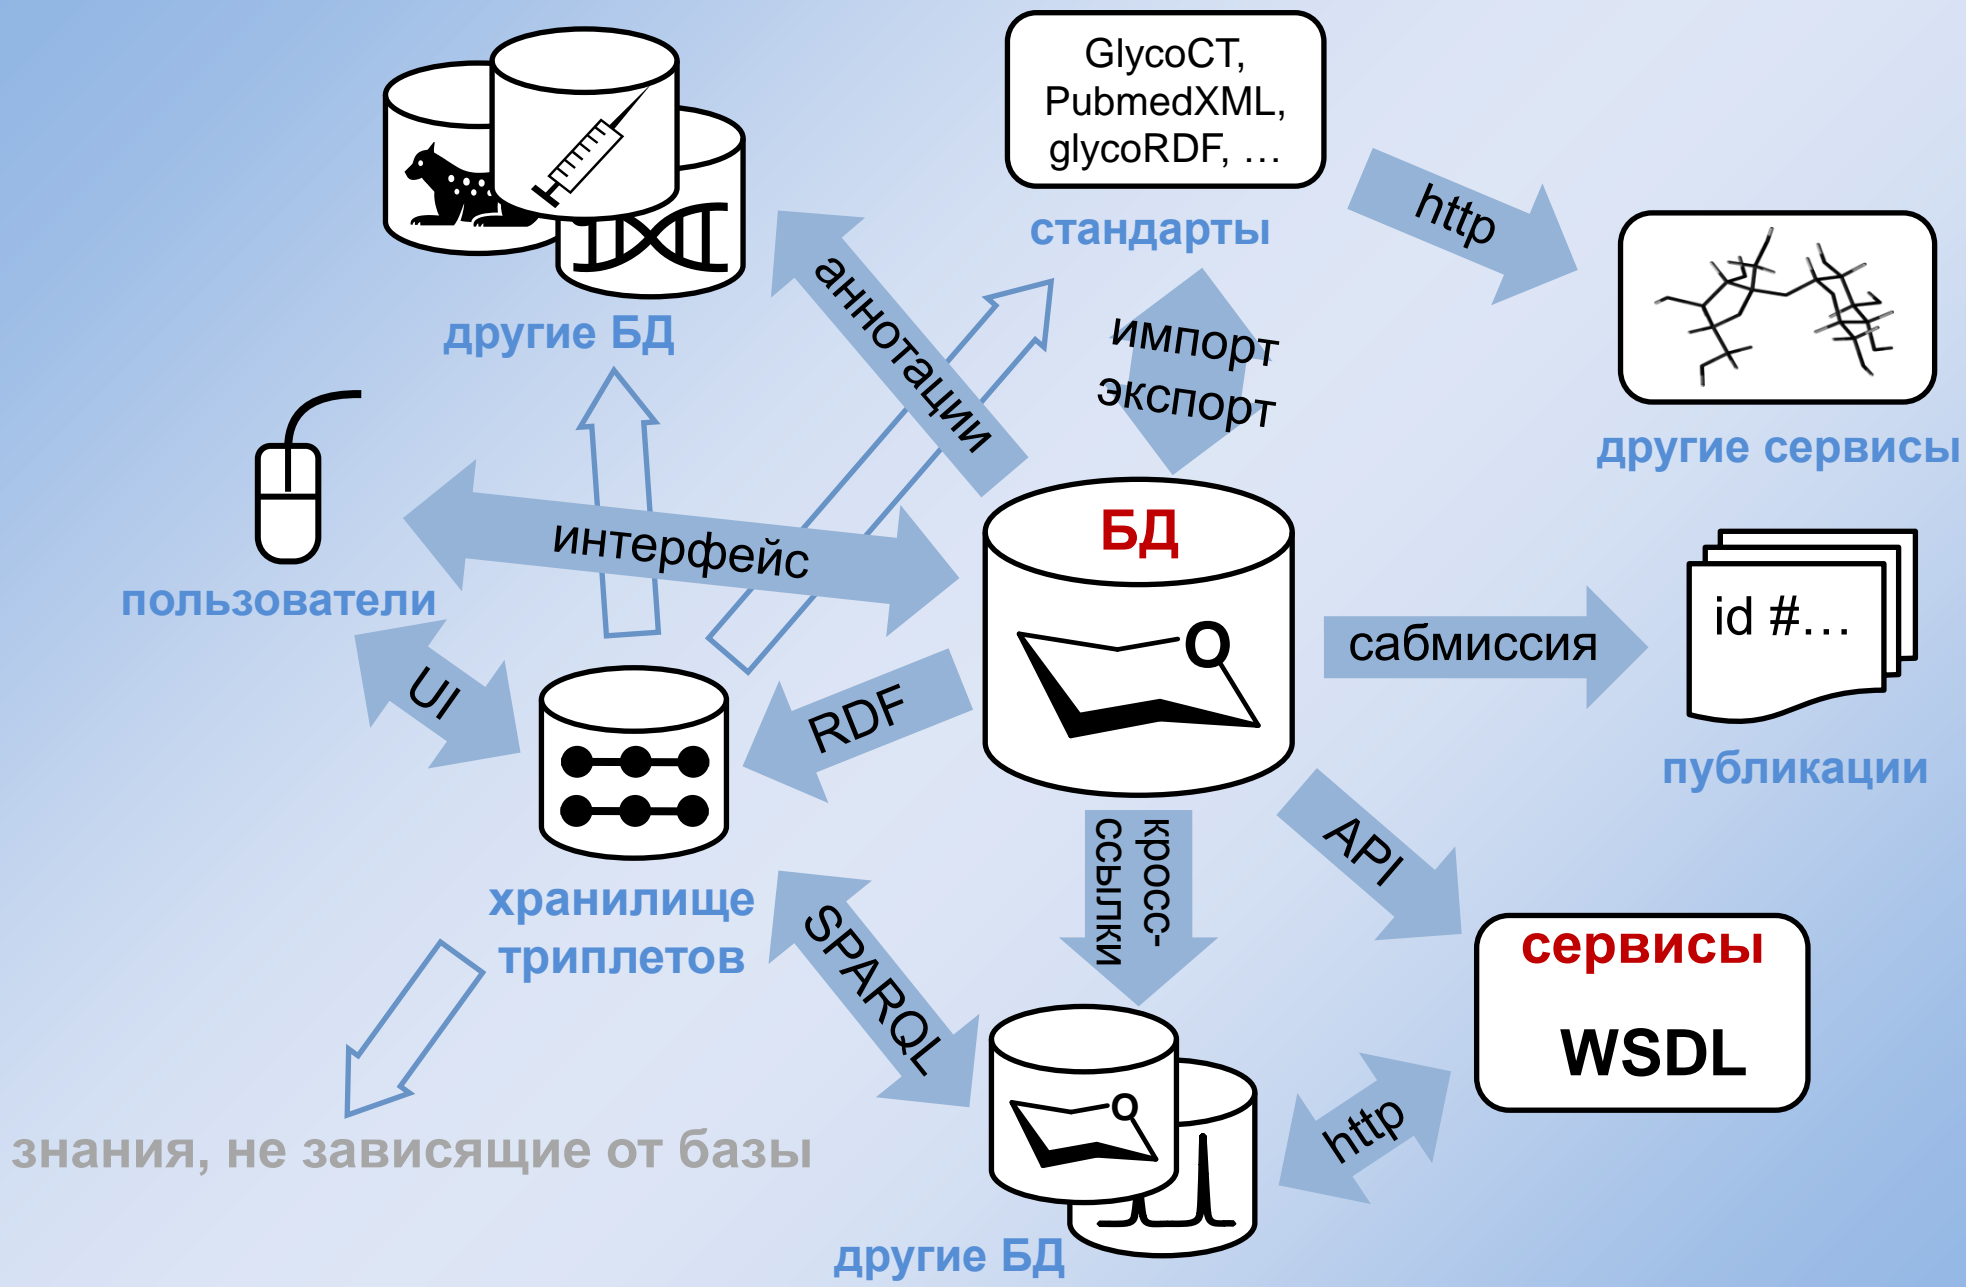 GlycoCT,
PubmedXML,
glycoRDF, …
стандарты
http
другие БД
аннотации
импорт
экспорт
другие сервисы
БД
интерфейс
пользователи
id #…
сабмиссия
O
UI
RDF
публикации
кросс-
ссылки
API
хранилище
триплетов
SPARQL
сервисы
WSDL
O
http
знания, не зависящие от базы
другие БД